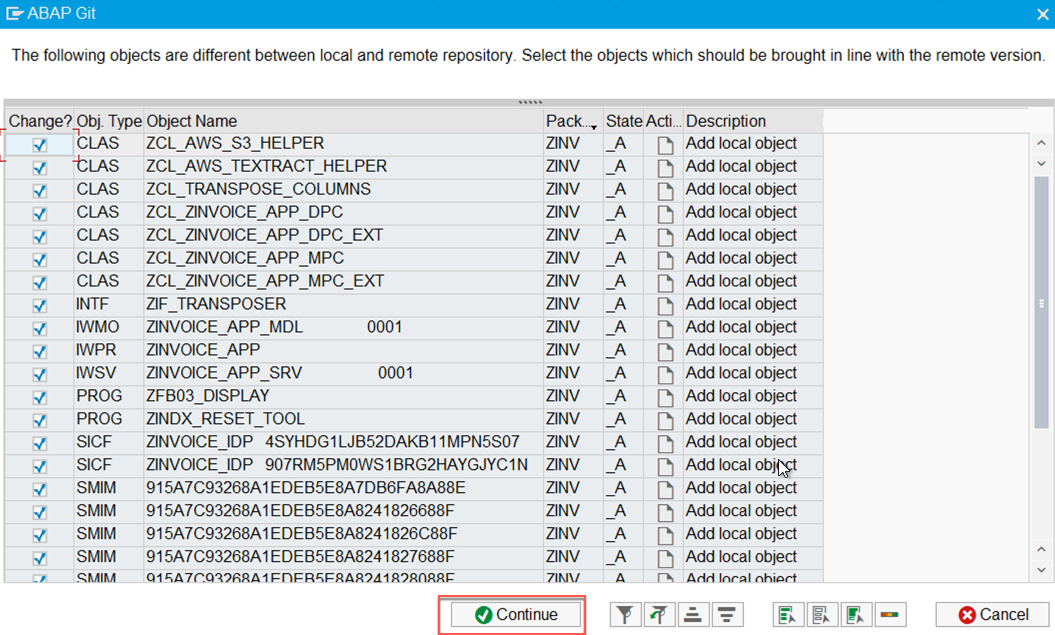 ABAP Git
The following objects are different between local and remote repository. Select the objects which should be brought in line with the remote version.
Change? Obj. Type Object Name Pack... State Acti... Description
CLAS ZCL_AWS_S3_HELPER ZINV _A Add local object
CLAS ZCL_AWS_TEXTRACT_HELPER ZINV _A Add local object
CLAS ZCL_TRANSPOSE_COLUMNS ZINV _A Add local object
CLAS ZCL_ZINVOICE_APP_DPC ZINV _A Add local object
CLAS ZCL_ZINVOICE_APP_DPC_EXT ZINV _A Add local object
CLAS ZCL_ZINVOICE_APP_MPC ZINV _A Add local object
CLAS ZCL_ZINVOICE_APP_MPC_EXT ZINV _A Add local object
INTF ZIF_TRANSPOSER ZINV _A Add local object
IWMO ZINVOICE_APP_MDL 0001 ZINV _A Add local object
IWPR ZINVOICE_APP ZINV _A Add local object
IWSV ZINVOICE_APP_SRV 0001 ZINV _A Add local object
PROG ZFB03_DISPLAY ZINV _A Add local object
PROG ZINDX_RESET_TOOL ZINV _A Add local object
SICF ZINVOICE_IDP 4SYHDG1LJB52DAKB11MPN5S07 ZINV _A Add local object
SICF ZINVOICE_IDP 907RM5PM0WS1BRG2HAYGJYC1N ZINV _A Add local object
SMIM 915A7C93268A1EDEB5E8A7DB6FA8A88E ZINV _A Add local object
SMIM 915A7C93268A1EDEB5E8A8241826688F ZINV _A Add local object
SMIM 915A7C93268A1EDEB5E8A8241826C88F ZINV _A Add local object
SMIM 915A7C93268A1EDEB5E8A8241827688F ZINV _A Add local object
SMIM 915A7C93268A1EDEB5E8A8241828088F ZINV _A Add local object
Continue Cancel